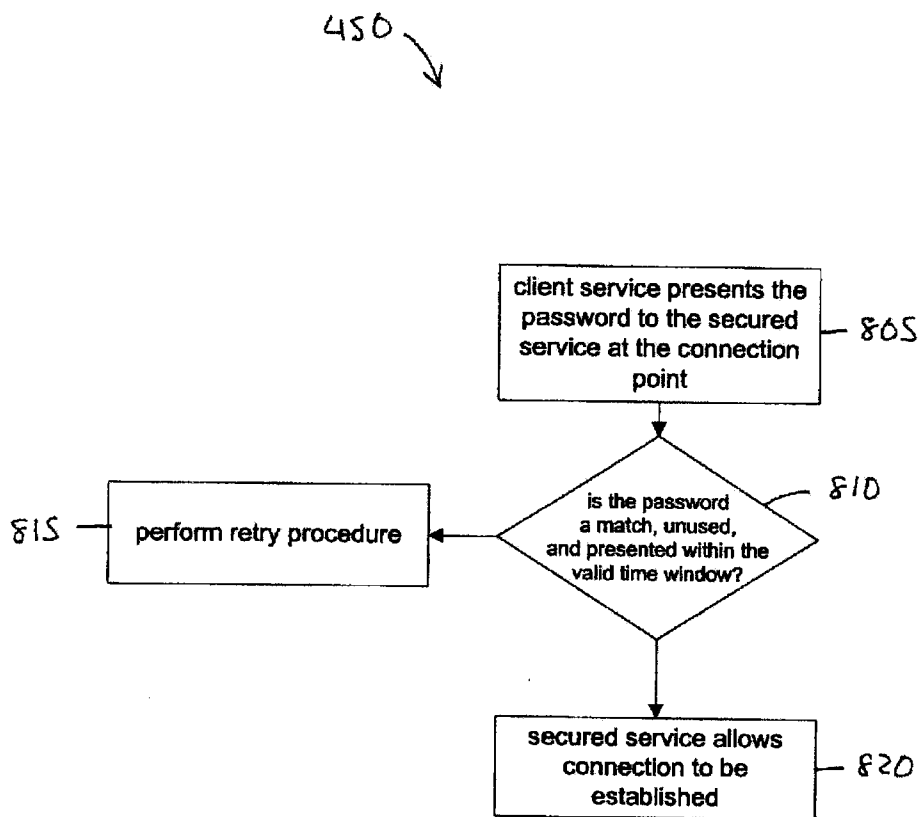 450
client service presents the
password to the secured
service at the connection
point
805
is the password
a match, unused,
and presented within the
valid time window?
810
815
perform retry procedure
secured service allows
connection to be
established
820